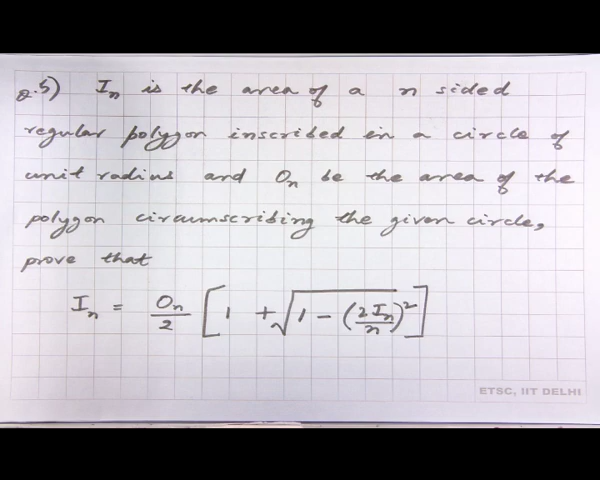 Q.5) In is the area of a n sided
regular polygon inscribed in a circle of
unit radius and On be the area of the
polygon circumscribing the given circle,
prove that
In = On/2 [1 + √(1 - (2In/n)²)]
ETSC, IIT DELHI